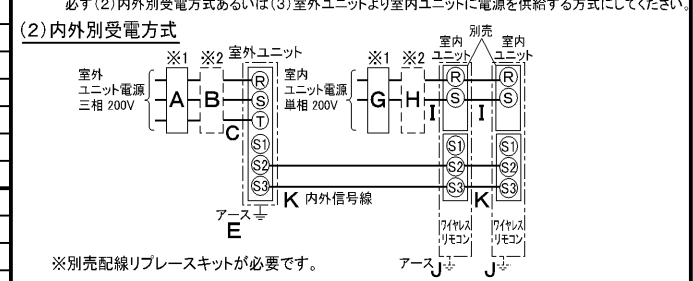 必ず(2)内外別受電方式あるいは(3)室外ユニットより室内ユニットに電源を供給する方式にしてください。
(2)内外別受電方式
※1 ※2 室外ユニット
室外
ユニット電源
三相 200V
A B C
R
S
T
S1
S2
S3
アース
E
※1 ※2
室内
ユニット電源
単相 200V
G H I I
別売
室内
ユニット
室内
ユニット
R
S
S1
S2
S3
R
S
S1
S2
S3
K 内外信号線
K
ワイヤレス
リモコン
ワイヤレス
リモコン
アース J J
※別売配線リプレースキットが必要です。